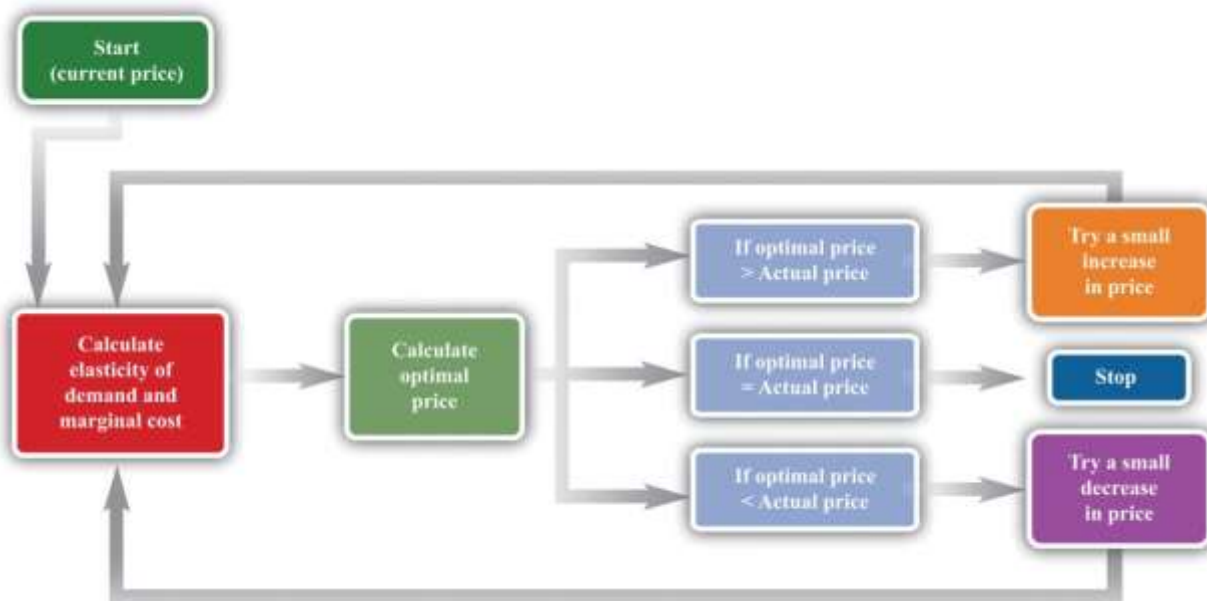 Start
(current price)
Calculate
elasticity of
demand and
marginal cost
Calculate
optimal
price
If optimal price
> Actual price
Try a small
increase
in price
If optimal price
= Actual price
Stop
If optimal price
< Actual price
Try a small
decrease
in price